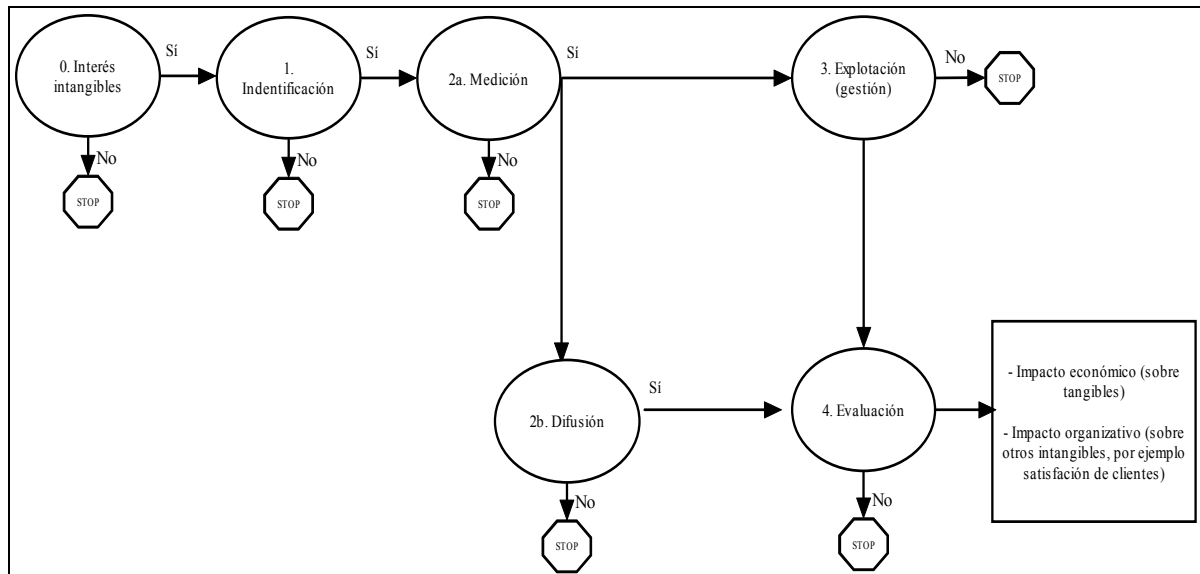 0. Interés
intangibles
Sí
1.
Indentificación
Sí
2a. Medición
Sí
3. Explotación
(gestión)
No
STOP
No
STOP
No
STOP
No
STOP
2b. Difusión
Sí
4. Evaluación
- Impacto económico (sobre
tangibles)
- Impacto organizativo (sobre
otros intangibles, por ejemplo
satisfación de clientes)
No
STOP
No
STOP